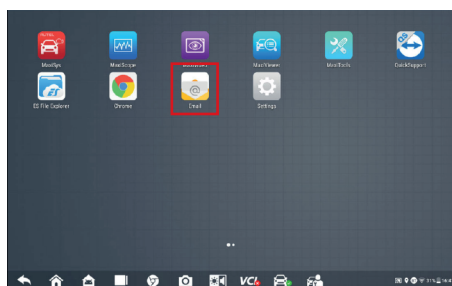 MaxiSys MaxiScope MaxiViewer MaxiTools QuickSupport
ES File Explorer Chrome Email Settings
VCI